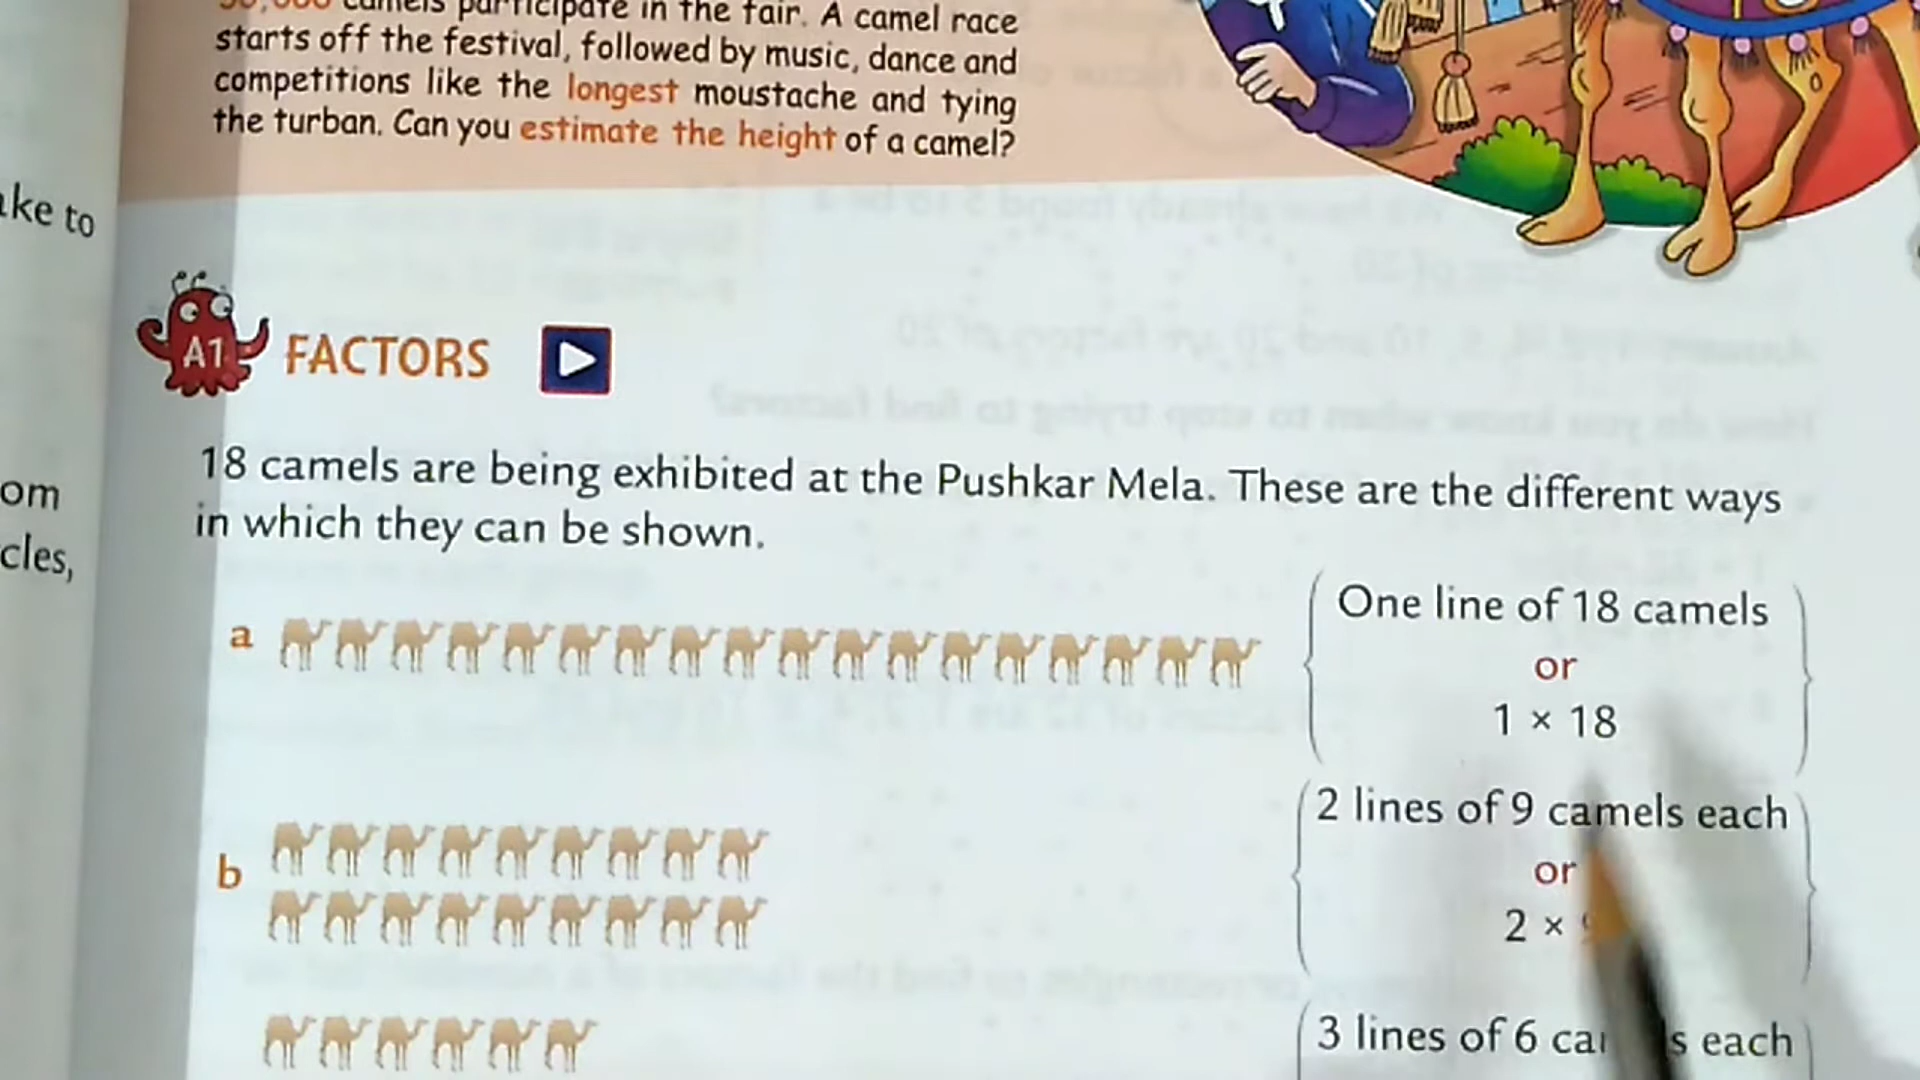 camels participate in the fair. A camel race
starts off the festival, followed by music, dance and
competitions like the longest moustache and tying
the turban. Can you estimate the height of a camel?
ke to
om
cles,
A1 FACTORS
18 camels are being exhibited at the Pushkar Mela. These are the different ways
in which they can be shown.
a
One line of 18 camels
or
1 × 18
b
2 lines of 9 camels each
or
2 ×
3 lines of 6 each